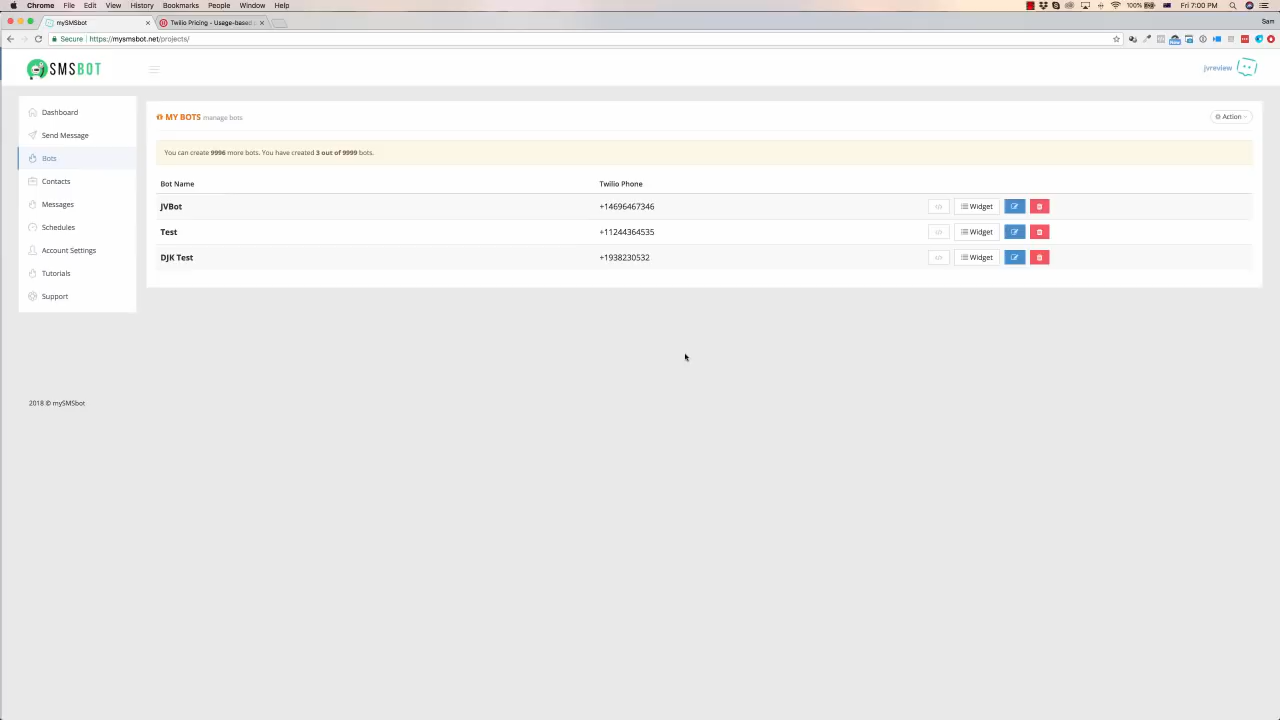 Chrome File Edit View History Bookmarks People Window Help 100% Fri 7:00 PM
mySMSbot Twilio Pricing - Usage-based Sam
Secure https://mysmsbot.net/projects/
SMSBOT jvreview
Dashboard
Send Message
Bots
Contacts
Messages
Schedules
Account Settings
Tutorials
Support
MY BOTS manage bots Action
You can create 9996 more bots. You have created 3 out of 9999 bots.
Bot Name Twilio Phone
JVBot +14696467346 Widget
Test +11244364535 Widget
DJK Test +1938230532 Widget
2018 © mySMSbot